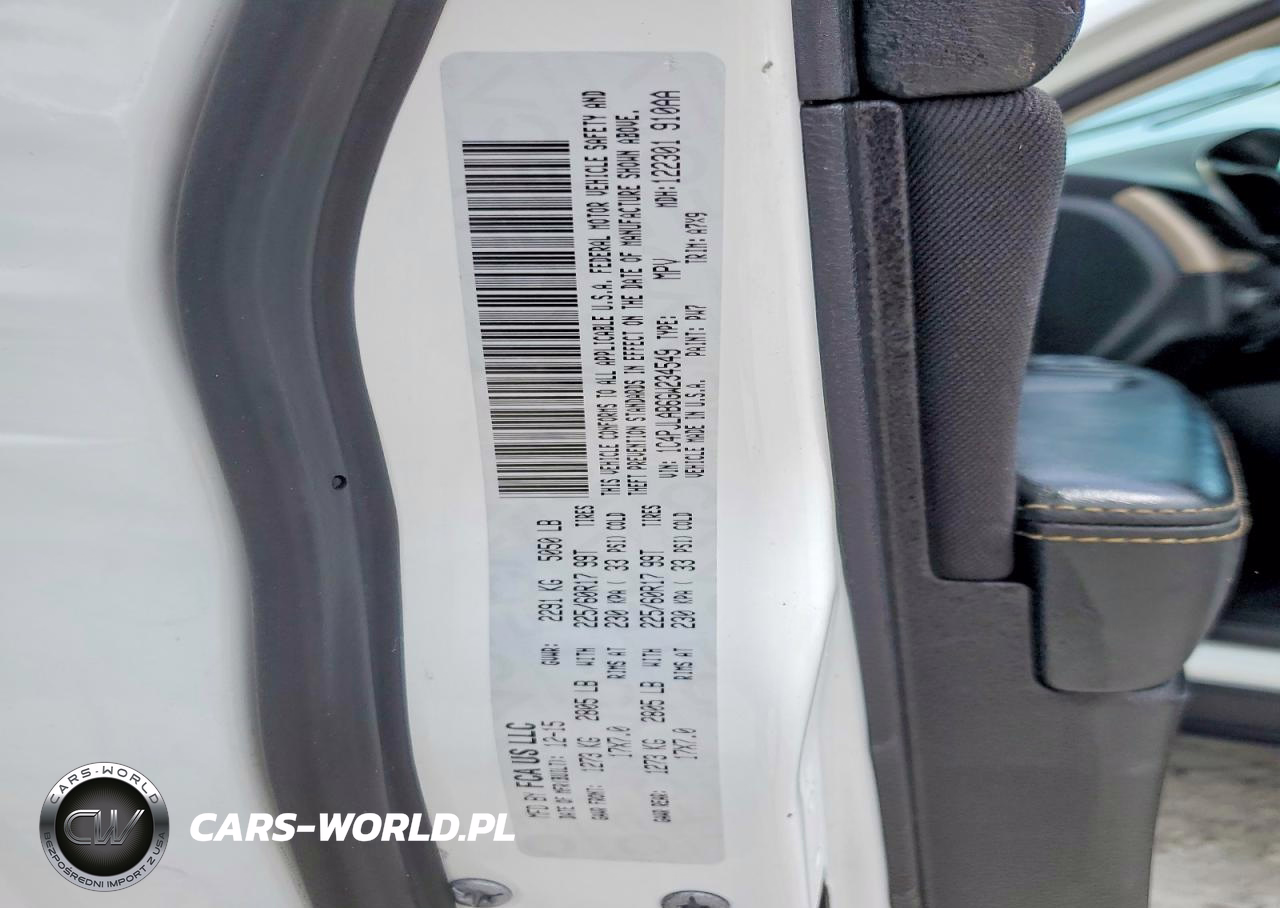 MFD BY FCA US LLC
DATE OF MFR(BUILT): 12-15 GVWR: 2291 KG 5050 LB
GAWR FRONT: 1273 KG 2805 LB WITH 225/60R17 99T TIRES
17X7.0 RIMS AT 230 KPA ( 33 PSI) COLD
GAWR REAR: 1273 KG 2805 LB WITH 225/60R17 99T TIRES
17X7.0 RIMS AT 230 KPA ( 33 PSI) COLD
THIS VEHICLE CONFORMS TO ALL APPLICABLE U.S.A. FEDERAL MOTOR VEHICLE SAFETY AND
THEFT PREVENTION STANDARDS IN EFFECT ON THE DATE OF MANUFACTURE SHOWN ABOVE.
VIN: 1C4PJLAB6GW234549 TYPE: MPV MDH: 122301 910AA
VEHICLE MADE IN U.S.A. PAINT: PW7 TRIM: A7X9
CARS-WORLD
CW
BEZPOŚREDNI IMPORT Z USA
CARS-WORLD.PL